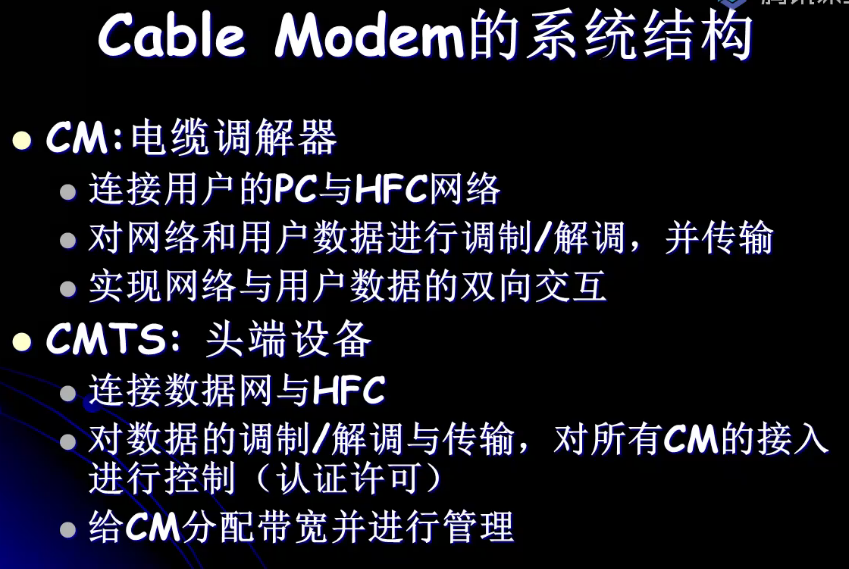 Cable Modem的系统结构
CM:电缆调解器
连接用户的PC与HFC网络
对网络和用户数据进行调制/解调，并传输
实现网络与用户数据的双向交互
CMTS: 头端设备
连接数据网与HFC
对数据的调制/解调与传输，对所有CM的接入
进行控制（认证许可）
给CM分配带宽并进行管理